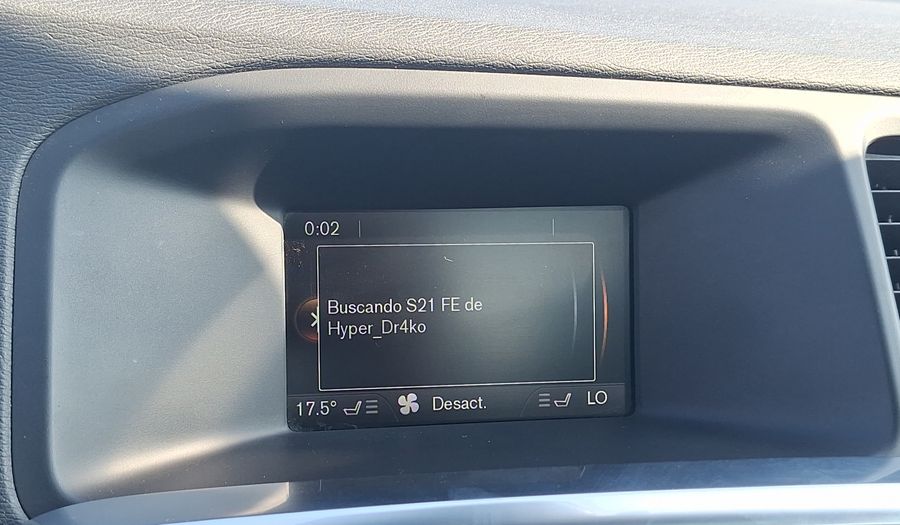 0:02
Buscando S21 FE de
Hyper_Dr4ko
17.5° Desact. LO